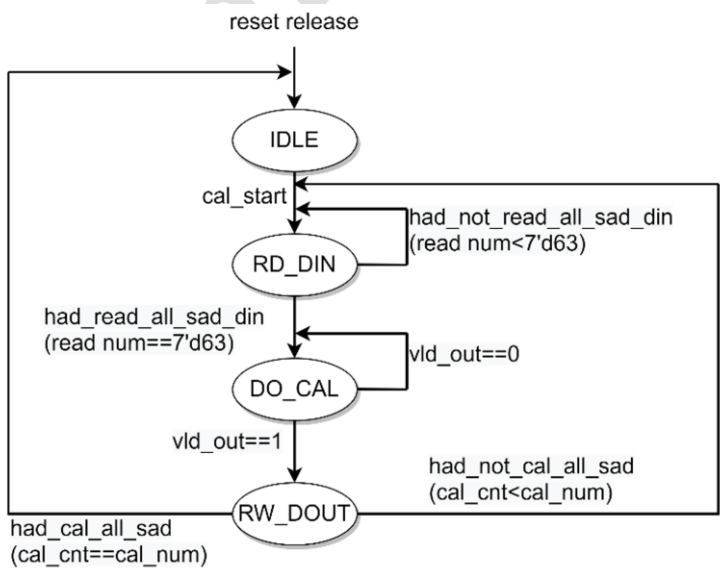 reset release
IDLE
cal_start
had_not_read_all_sad_din
(read num<7'd63)
RD_DIN
had_read_all_sad_din
(read num==7'd63)
vld_out==0
DO_CAL
vld_out==1
had_not_cal_all_sad
(cal_cnt<cal_num)
RW_DOUT
had_cal_all_sad
(cal_cnt==cal_num)